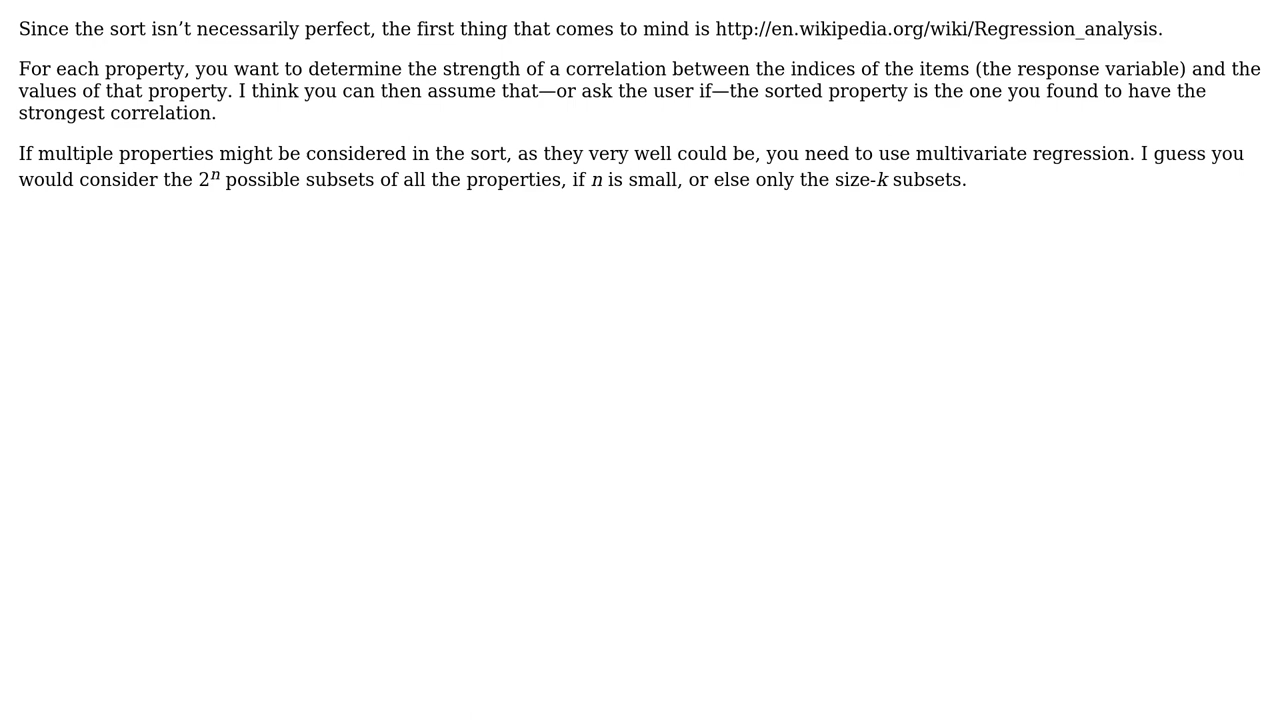 Since the sort isn’t necessarily perfect, the first thing that comes to mind is http://en.wikipedia.org/wiki/Regression_analysis.
For each property, you want to determine the strength of a correlation between the indices of the items (the response variable) and the
values of that property. I think you can then assume that—or ask the user if—the sorted property is the one you found to have the
strongest correlation.
If multiple properties might be considered in the sort, as they very well could be, you need to use multivariate regression. I guess you
would consider the 2ⁿ possible subsets of all the properties, if n is small, or else only the size-k subsets.